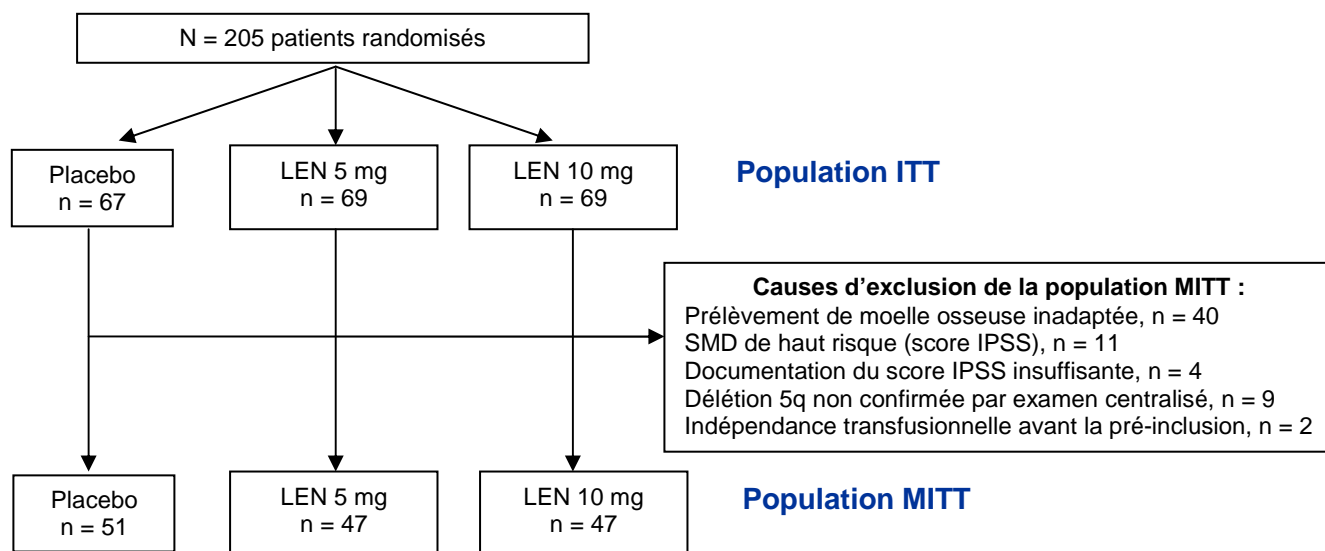 N = 205 patients randomisés
Placebo
n = 67
LEN 5 mg
n = 69
LEN 10 mg
n = 69
Population ITT
Causes d’exclusion de la population MITT :
Prélèvement de moelle osseuse inadaptée, n = 40
SMD de haut risque (score IPSS), n = 11
Documentation du score IPSS insuffisante, n = 4
Délétion 5q non confirmée par examen centralisé, n = 9
Indépendance transfusionnelle avant la pré-inclusion, n = 2
Placebo
n = 51
LEN 5 mg
n = 47
LEN 10 mg
n = 47
Population MITT